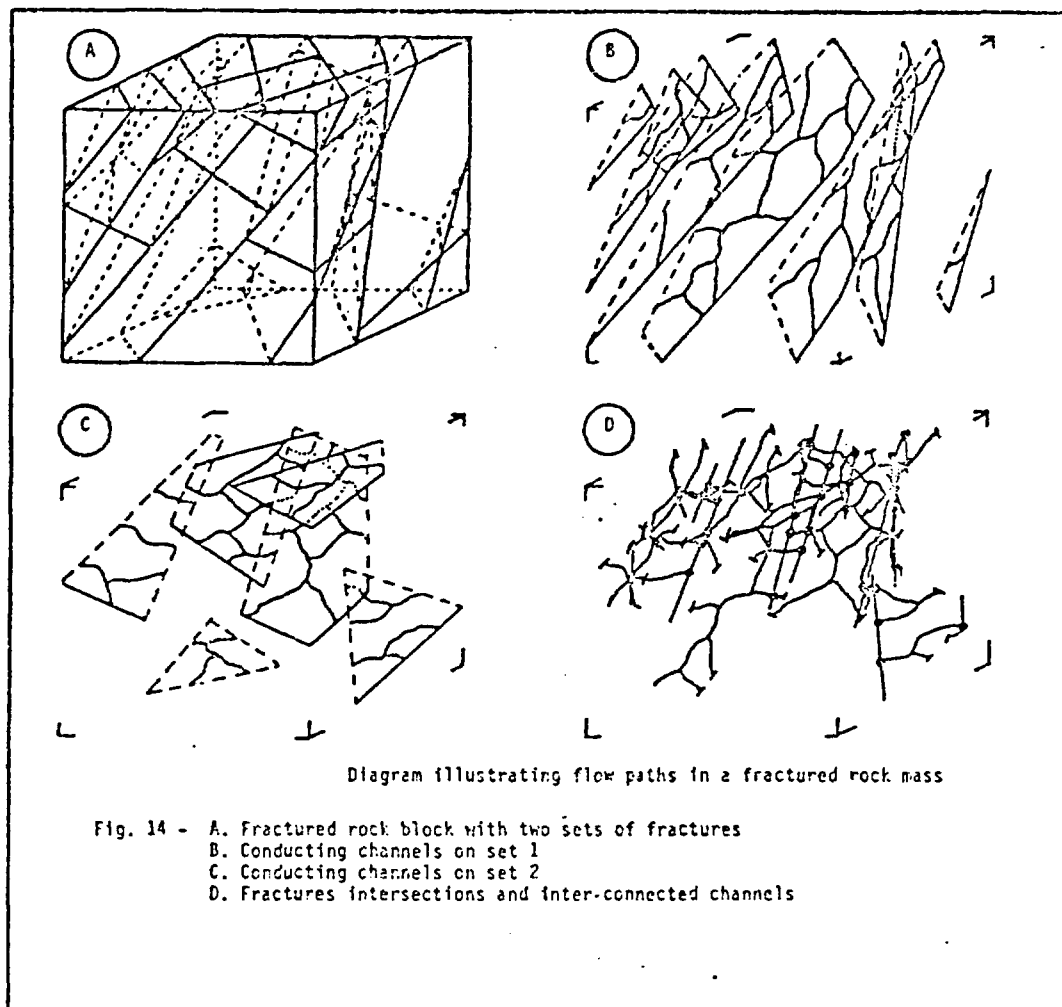 A
B
C
D
Diagram illustrating flow paths in a fractured rock mass
Fig. 14 - A. Fractured rock block with two sets of fractures
B. Conducting channels on set 1
C. Conducting channels on set 2
D. Fractures intersections and inter-connected channels